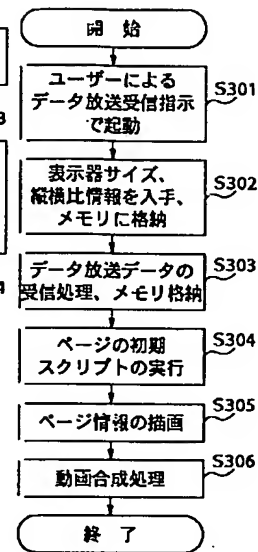 開 始
ユーザーによる
データ放送受信指示
で起動
S301
表示器サイズ、
縦横比情報を入手、
メモリに格納
S302
データ放送データの
受信処理、メモリ格納
S303
ページの初期
スクリプトの実行
S304
ページ情報の描画
S305
動画合成処理
S306
終 了